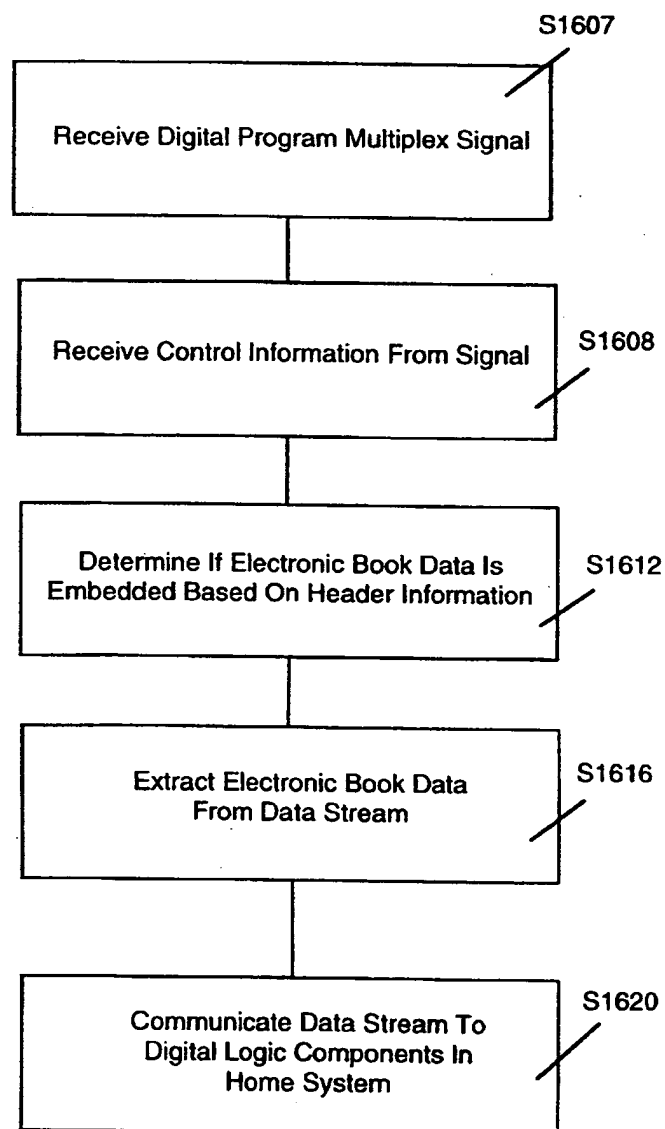 S1607
Receive Digital Program Multiplex Signal
Receive Control Information From Signal
S1608
Determine If Electronic Book Data Is
Embedded Based On Header Information
S1612
Extract Electronic Book Data
From Data Stream
S1616
Communicate Data Stream To
Digital Logic Components In
Home System
S1620